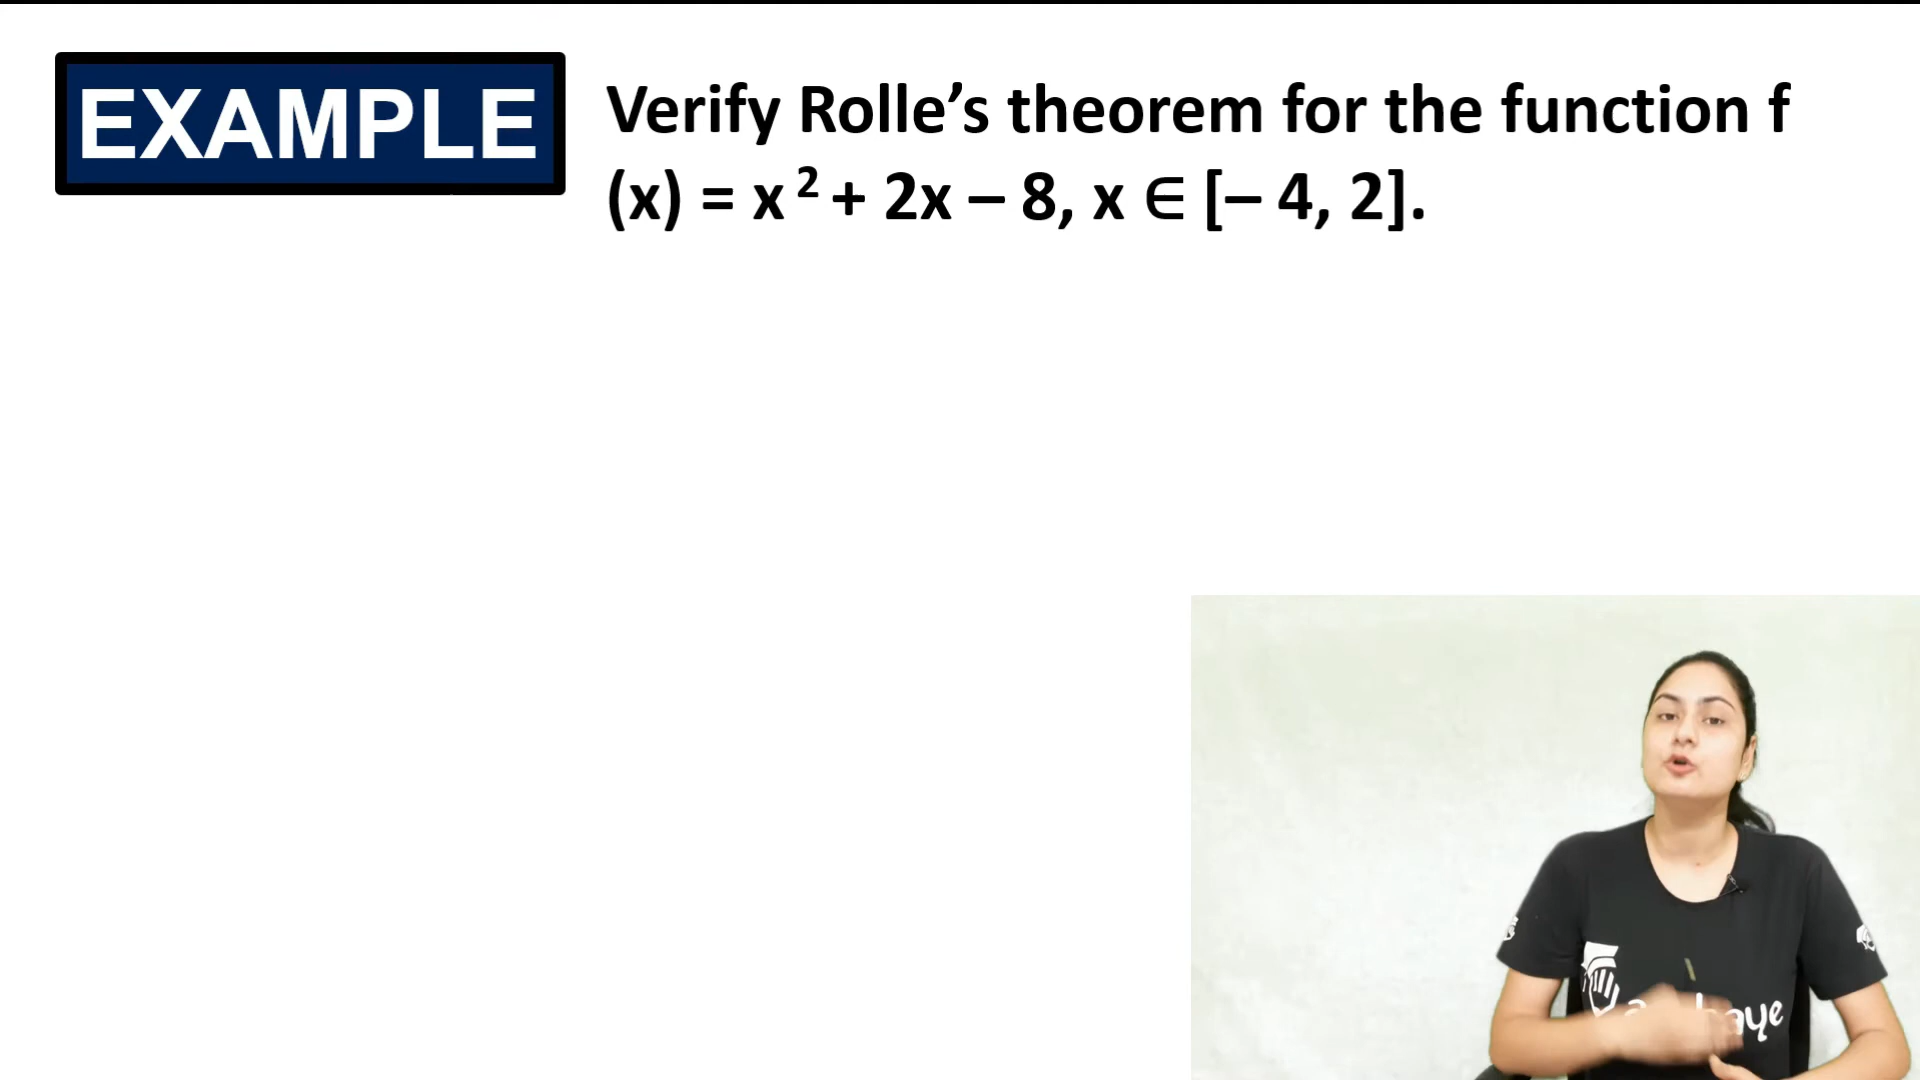 EXAMPLE
Verify Rolle’s theorem for the function f
(x) = x² + 2x – 8, x ∈ [– 4, 2].